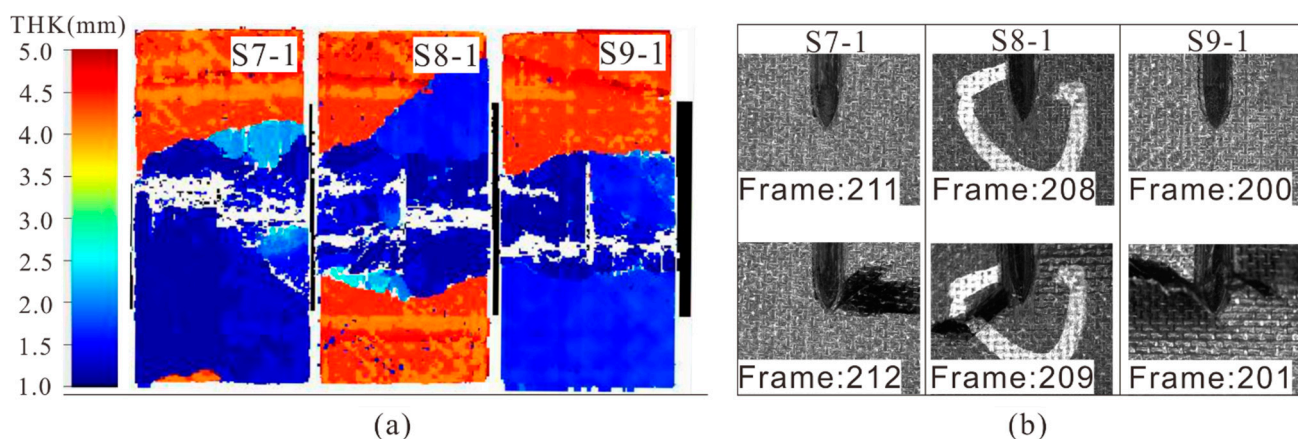 THK(mm)
5.0
4.5
4.0
3.5
3.0
2.5
2.0
1.5
1.0
S7-1
S8-1
S9-1
(a)
S7-1
S8-1
S9-1
Frame:211
Frame:208
Frame:200
Frame:212
Frame:209
Frame:201
(b)